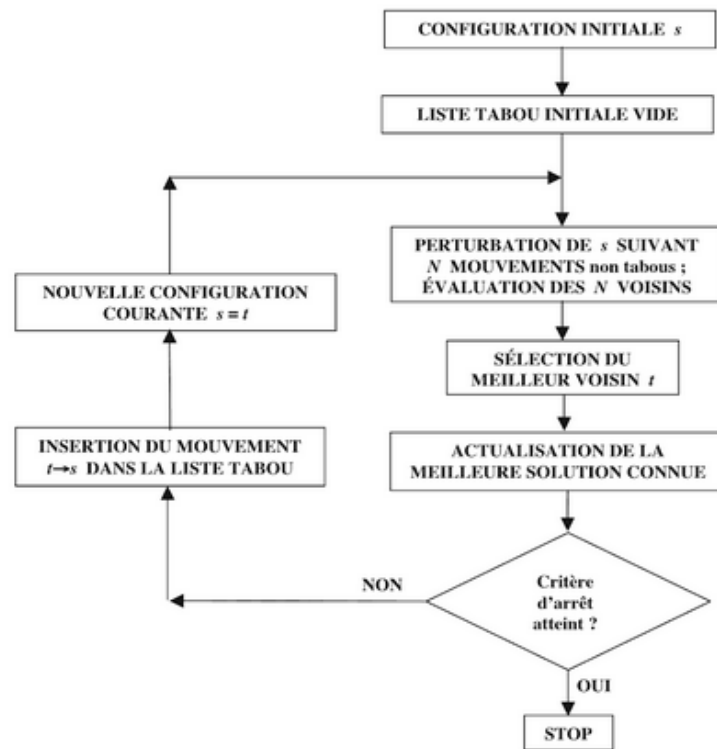 CONFIGURATION INITIALE s
LISTE TABOU INITIALE VIDE
PERTURBATION DE s SUIVANT
N MOUVEMENTS non tabous ;
ÉVALUATION DES N VOISINS
SÉLECTION DU
MEILLEUR VOISIN t
ACTUALISATION DE LA
MEILLEURE SOLUTION CONNUE
Critère
d'arrêt
atteint ?
NON
OUI
STOP
INSERTION DU MOUVEMENT
t→s DANS LA LISTE TABOU
NOUVELLE CONFIGURATION
COURANTE s = t